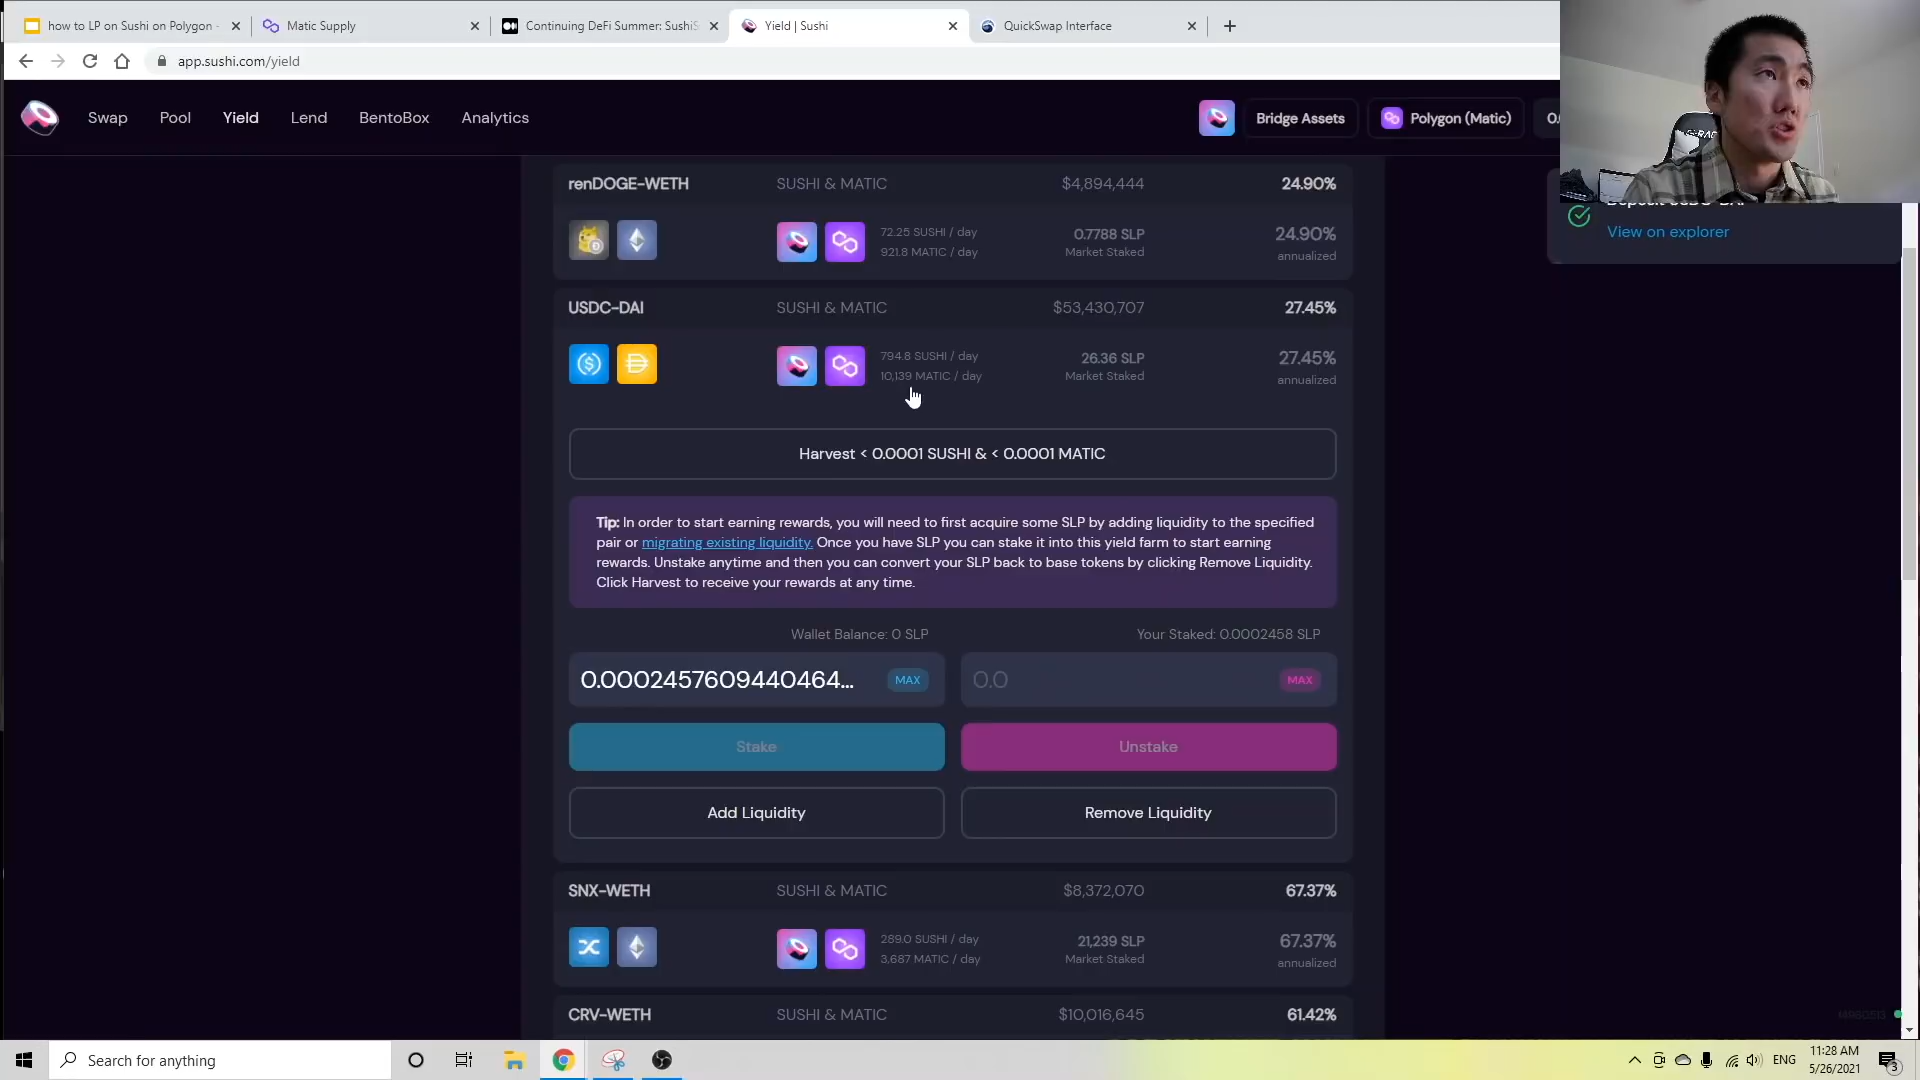 how to LP on Sushi on Polygon -
Matic Supply
Continuing DeFi Summer: SushiS
Yield | Sushi
QuickSwap Interface
app.sushi.com/yield
Swap
Pool
Yield
Lend
BentoBox
Analytics
Bridge Assets
Polygon (Matic)
0.
View on explorer
renDOGE-WETH
SUSHI & MATIC
$4,894,444
24.90%
72.25 SUSHI / day
921.8 MATIC / day
0.7788 SLP
Market Staked
24.90%
annualized
USDC-DAI
SUSHI & MATIC
$53,430,707
27.45%
794.8 SUSHI / day
10,139 MATIC / day
26.36 SLP
Market Staked
27.45%
annualized
Harvest < 0.0001 SUSHI & < 0.0001 MATIC
Tip: In order to start earning rewards, you will need to first acquire some SLP by adding liquidity to the specified
pair or migrating existing liquidity. Once you have SLP you can stake it into this yield farm to start earning
rewards. Unstake anytime and then you can convert your SLP back to base tokens by clicking Remove Liquidity.
Click Harvest to receive your rewards at any time.
Wallet Balance: 0 SLP
Your Staked: 0.0002458 SLP
0.0002457609440464...
MAX
0.0
MAX
Stake
Unstake
Add Liquidity
Remove Liquidity
SNX-WETH
SUSHI & MATIC
$8,372,070
67.37%
289.0 SUSHI / day
3,687 MATIC / day
21,239 SLP
Market Staked
67.37%
annualized
CRV-WETH
SUSHI & MATIC
$10,016,645
61.42%
Search for anything
ENG
11:28 AM
5/26/2021
3